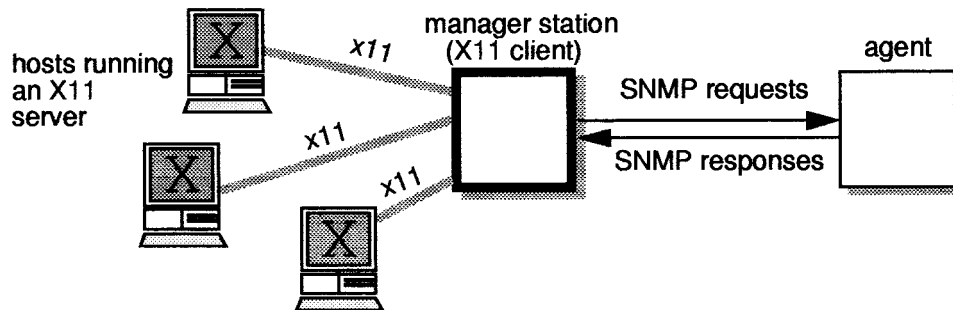 manager station
(X11 client)
agent
hosts running
an X11
server
x11
x11
x11
X
X
X
SNMP requests
SNMP responses